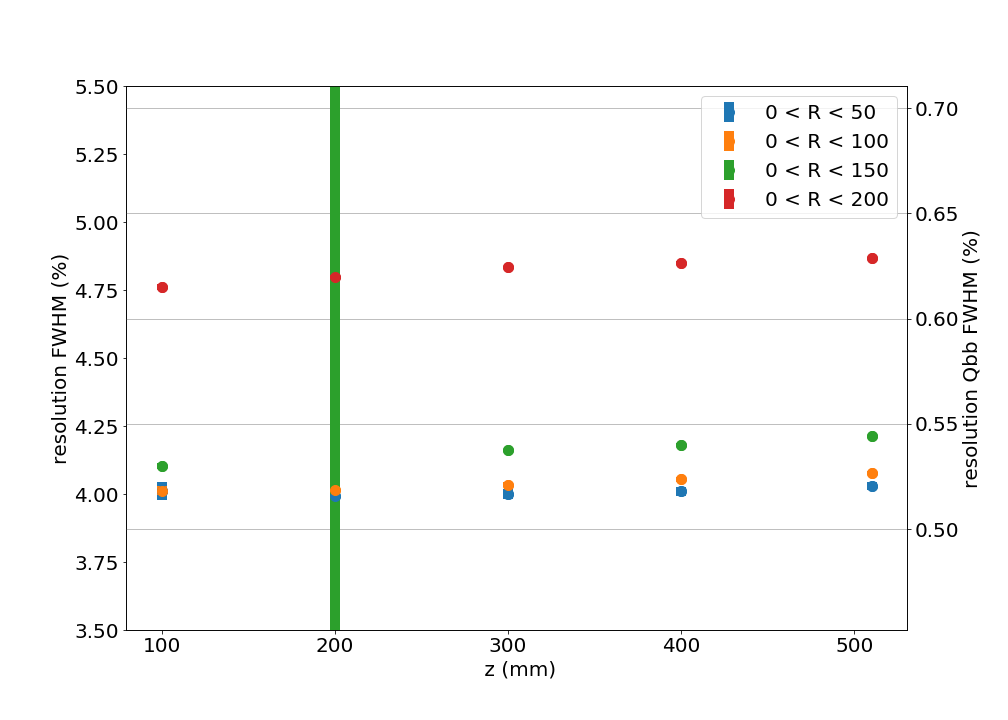 5.50
5.25
5.00
4.75
4.50
4.25
4.00
3.75
3.50
resolution FWHM (%)
100
200
300
400
500
z (mm)
0.70
0.65
0.60
0.55
0.50
resolution Qbb FWHM (%)
0 < R < 50
0 < R < 100
0 < R < 150
0 < R < 200